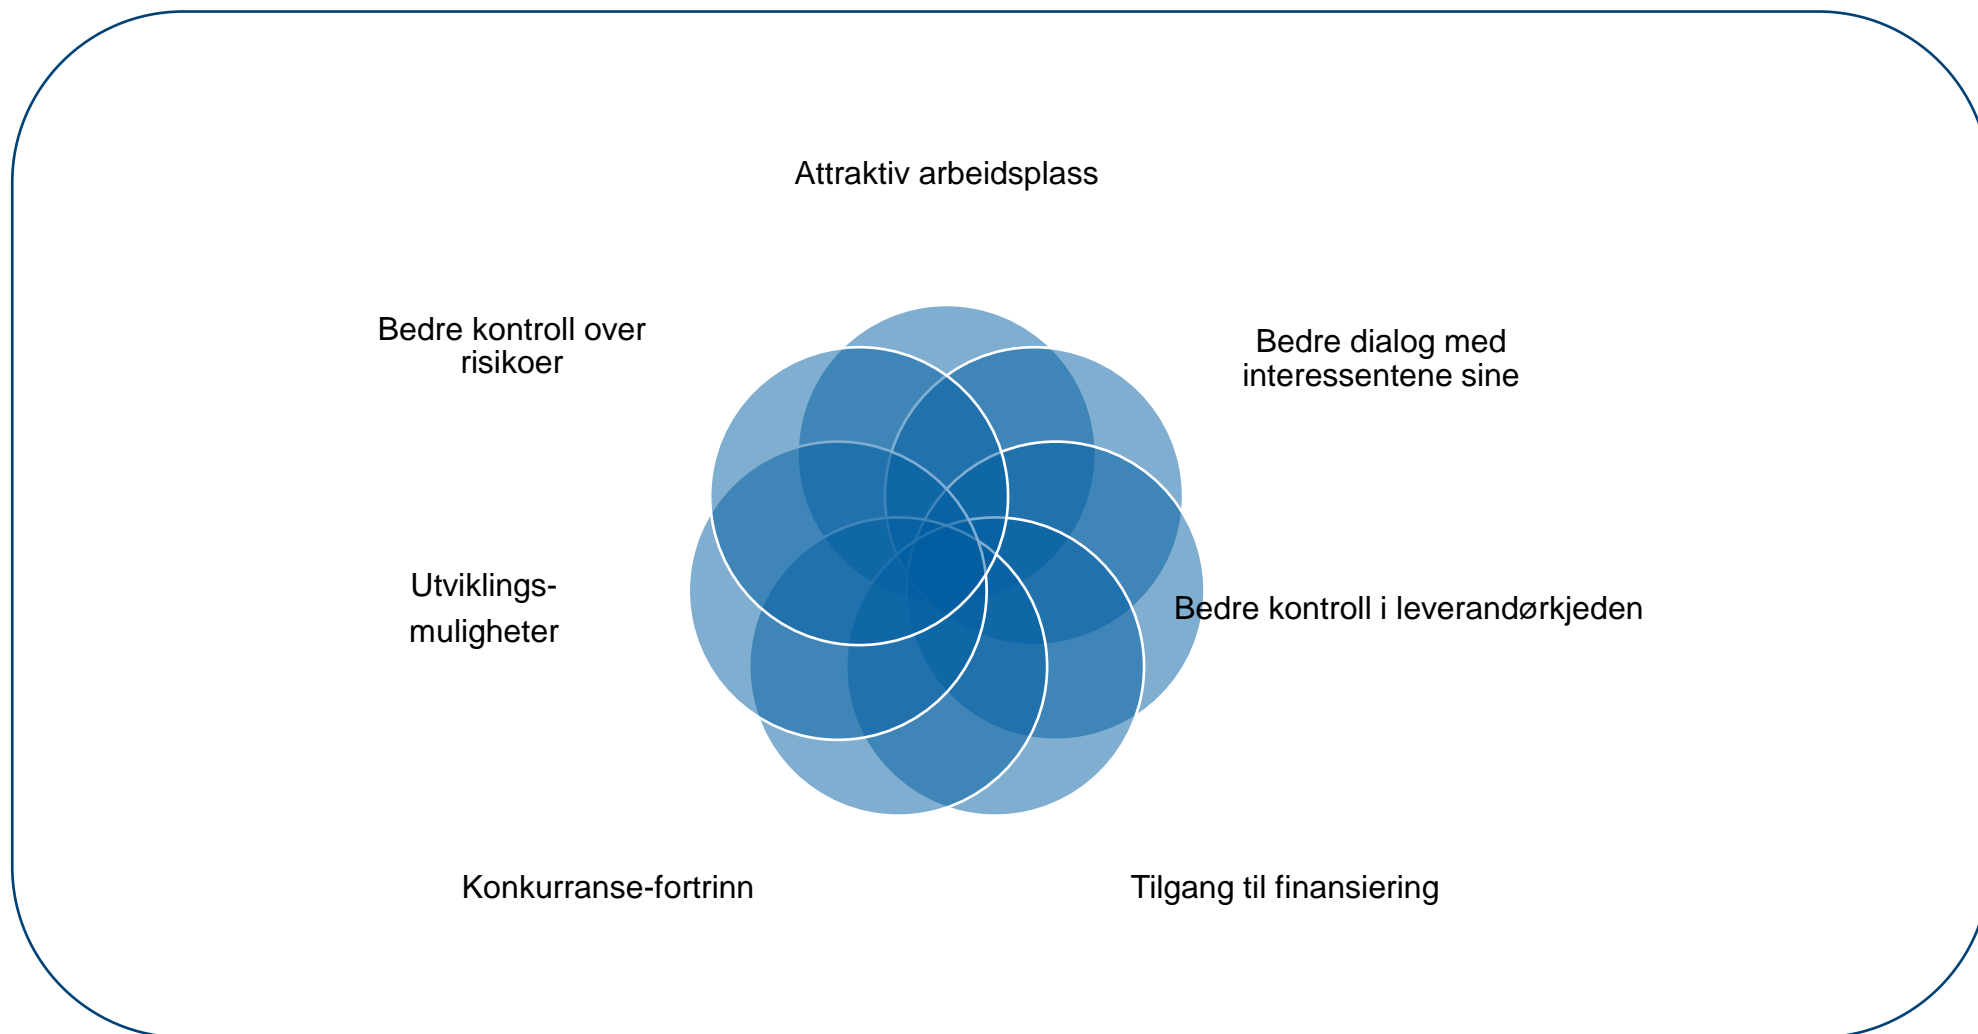 Attraktiv arbeidsplass
Bedre kontroll over
risikoer
Bedre dialog med
interessentene sine
Utviklings-
muligheter
Bedre kontroll i leverandørkjeden
Konkurranse-fortrinn
Tilgang til finansiering